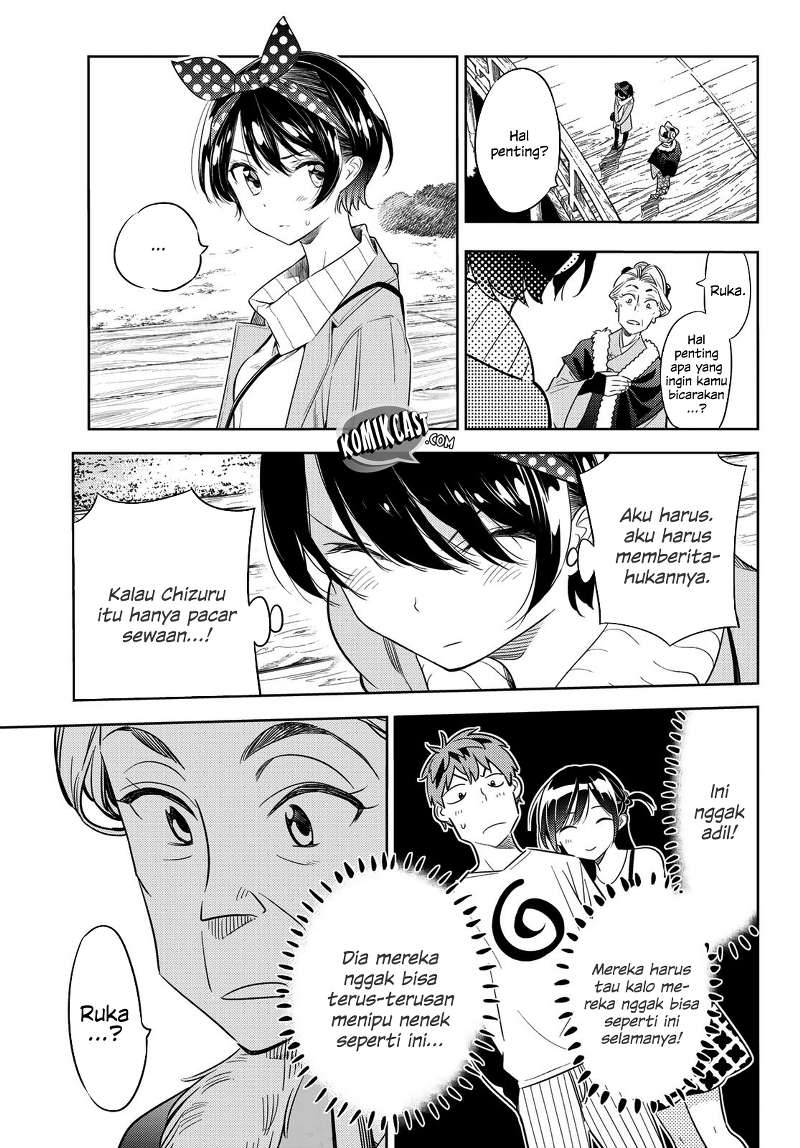 Hal
penting?
Ruka.
Hal
penting
apa yang
ingin kamu
bicarakan
...?
...
KOMIKCAST
.COM
Aku harus.
aku harus
memberita-
hukannya.
Kalau Chizuru
itu hanya pacar
sewaan...!
Ini
nggak
adil!
Mereka harus
tau kalo me-
reka nggak bisa
seperti ini
selamanya!
Dia mereka
nggak bisa
terus-terusan
menipu nenek
seperti ini...
Ruka
...?